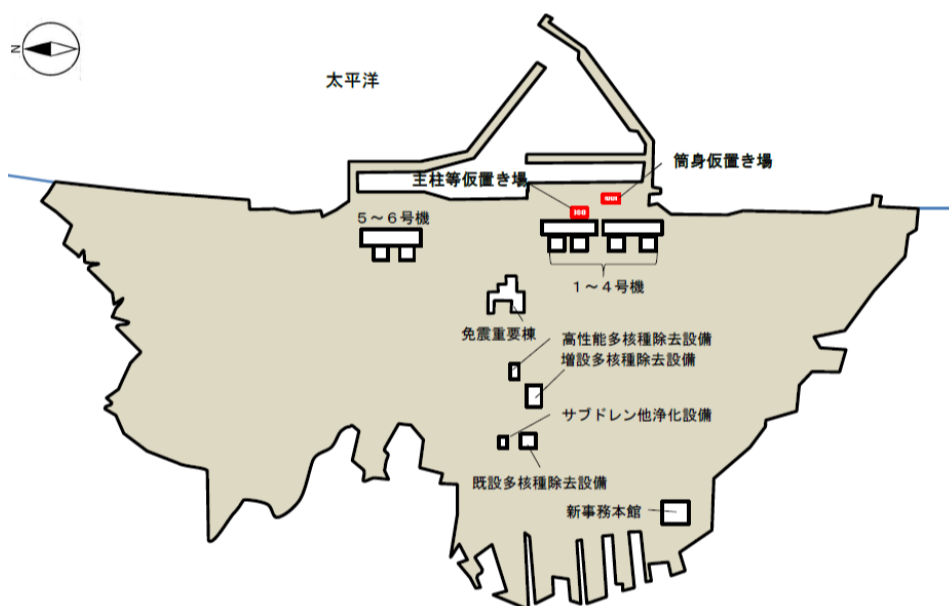 N
太平洋
筒身仮置き場
主柱等仮置き場
５～６号機
１～４号機
免震重要棟
高性能多核種除去設備
増設多核種除去設備
サブドレン他浄化設備
既設多核種除去設備
新事務本館